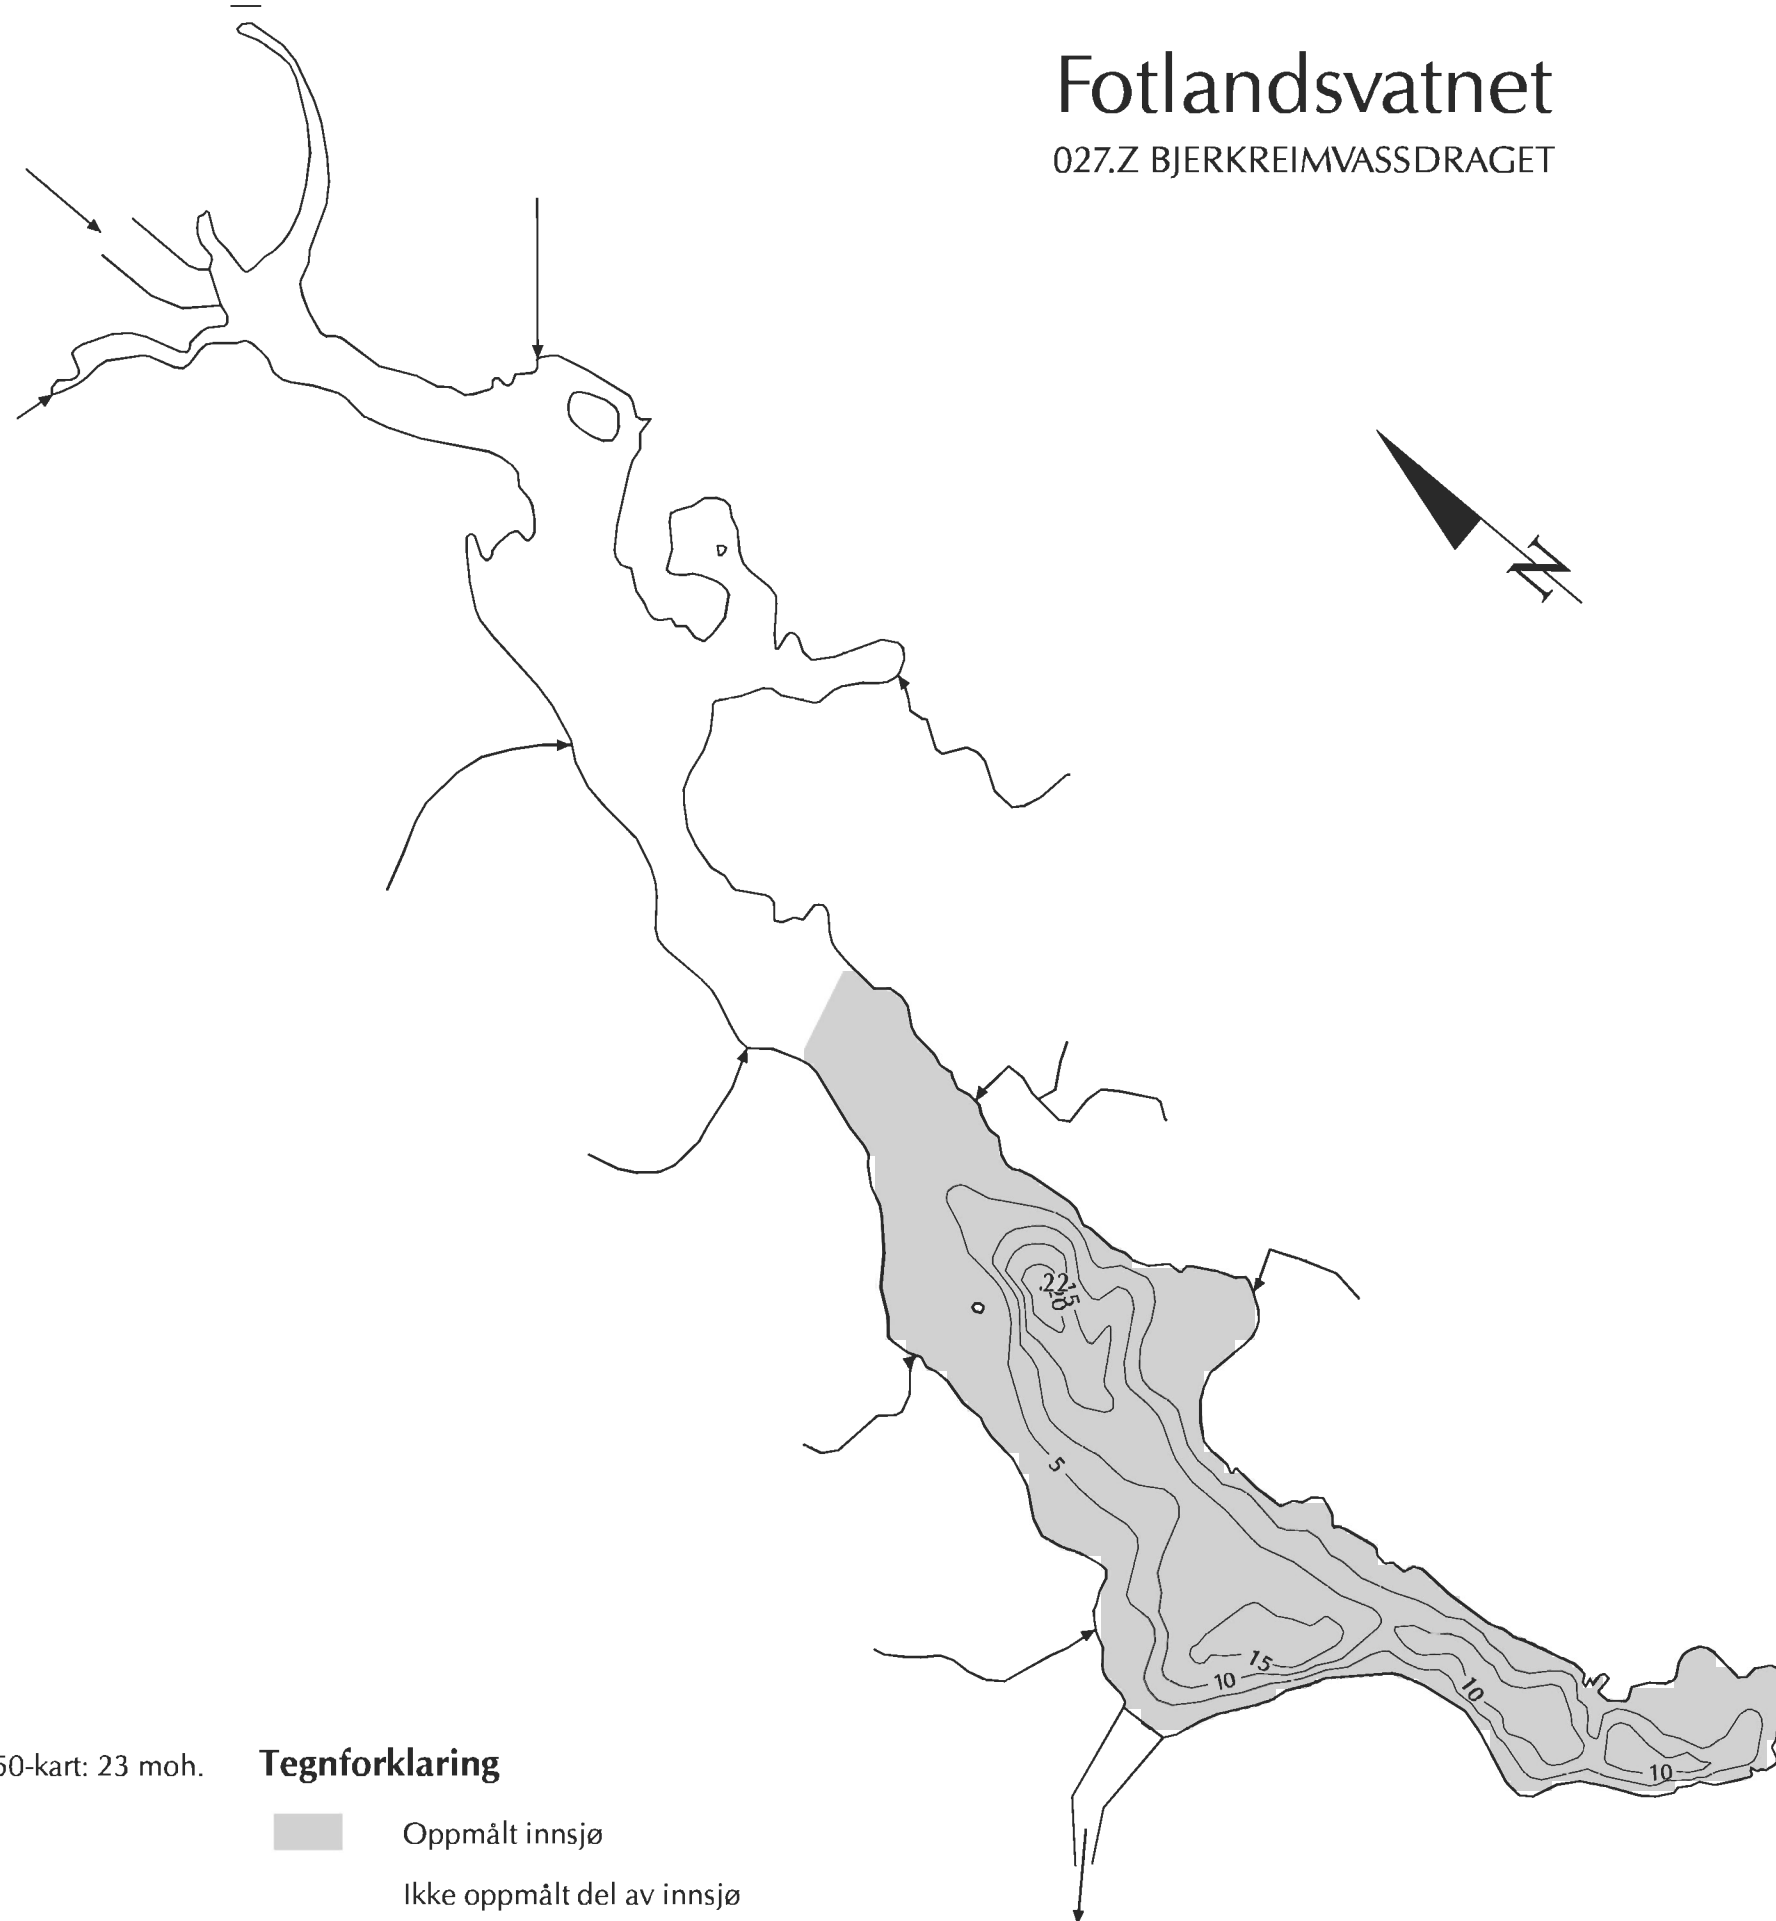 Fotlandsvatnet
027.Z BJERKREIMVASSDRAGET
N
.22
15
20
5
15
10
10
10
50-kart: 23 moh.
Tegnforklaring
Oppmålt innsjø
Ikke oppmålt del av innsjø